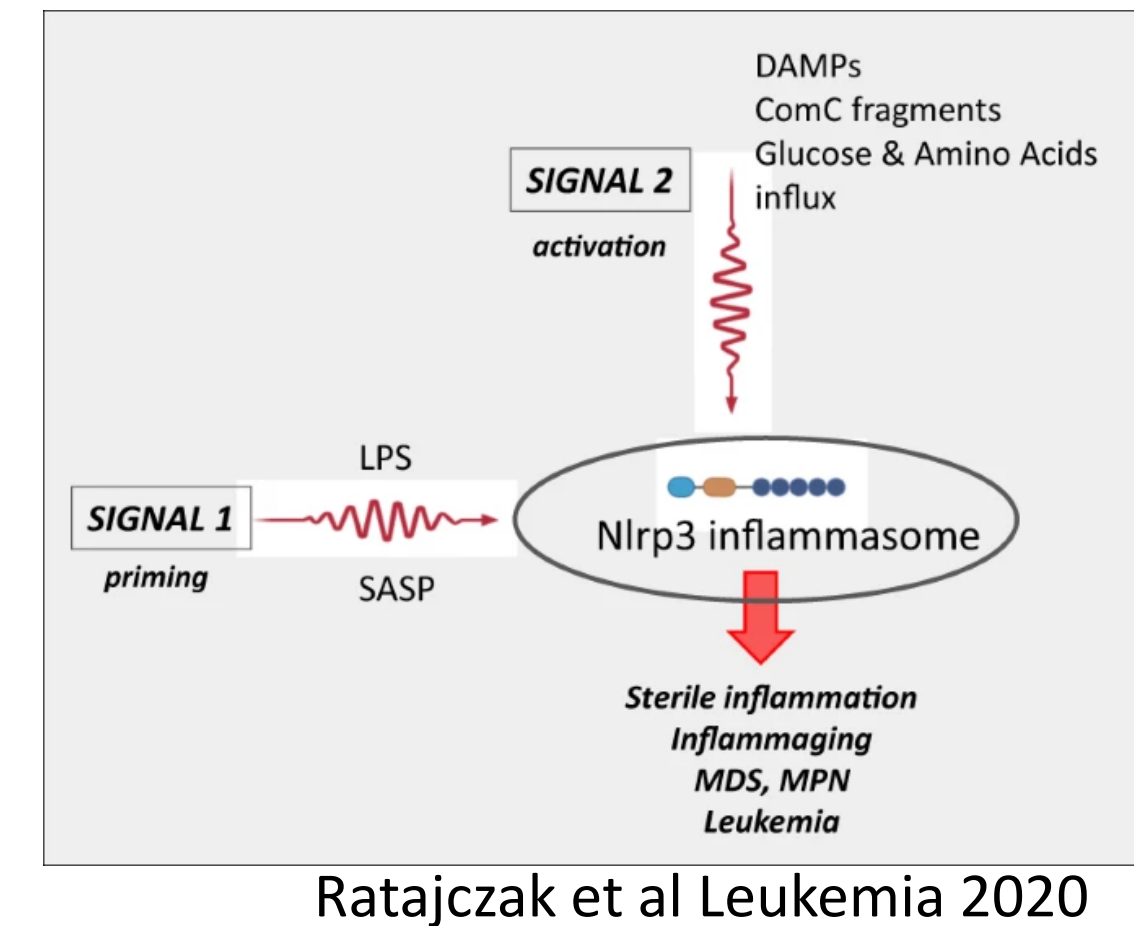 DAMPs
ComC fragments
Glucose & Amino Acids
influx
SIGNAL 2
activation
LPS
SIGNAL 1
priming
SASP
Nlrp3 inflammasome
Sterile inflammation
Inflammaging
MDS, MPN
Leukemia
Ratajczak et al Leukemia 2020